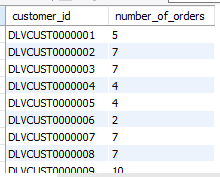 customer_id number_of_orders
DLVCUST0000001 5
DLVCUST0000002 7
DLVCUST0000003 7
DLVCUST0000004 4
DLVCUST0000005 4
DLVCUST0000006 2
DLVCUST0000007 7
DLVCUST0000008 7
DLVCUST0000009 10